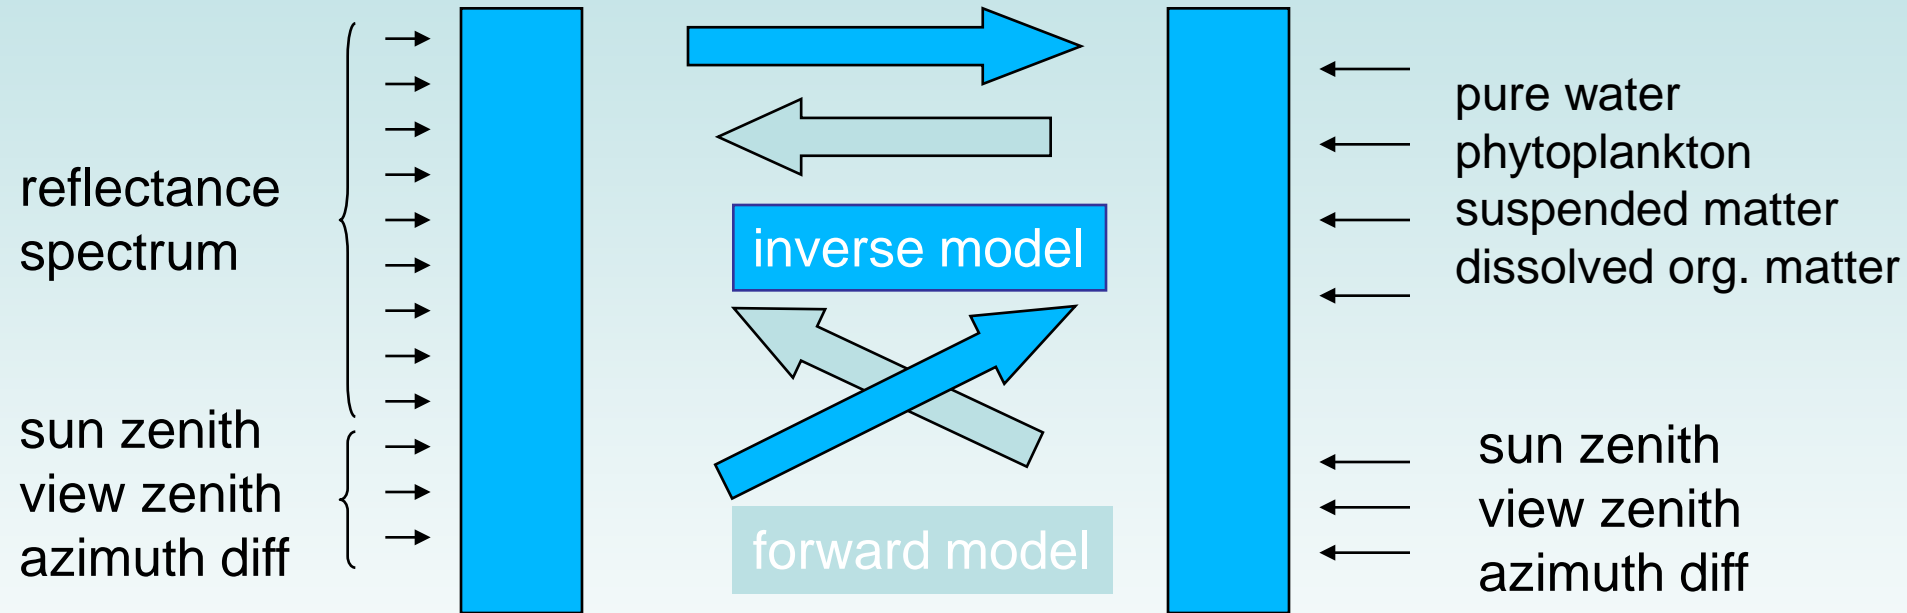 reflectance
spectrum
sun zenith
view zenith
azimuth diff
inverse model
forward model
pure water
phytoplankton
suspended matter
dissolved org. matter
sun zenith
view zenith
azimuth diff